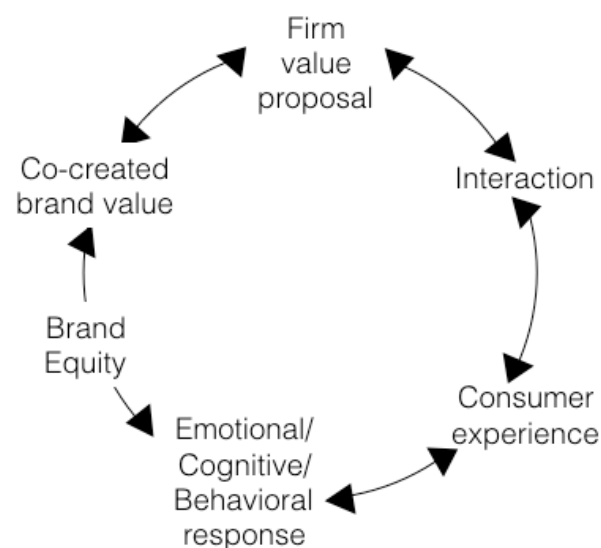 Firm
value
proposal
Interaction
Consumer
experience
Emotional/
Cognitive/
Behavioral
response
Brand
Equity
Co-created
brand value